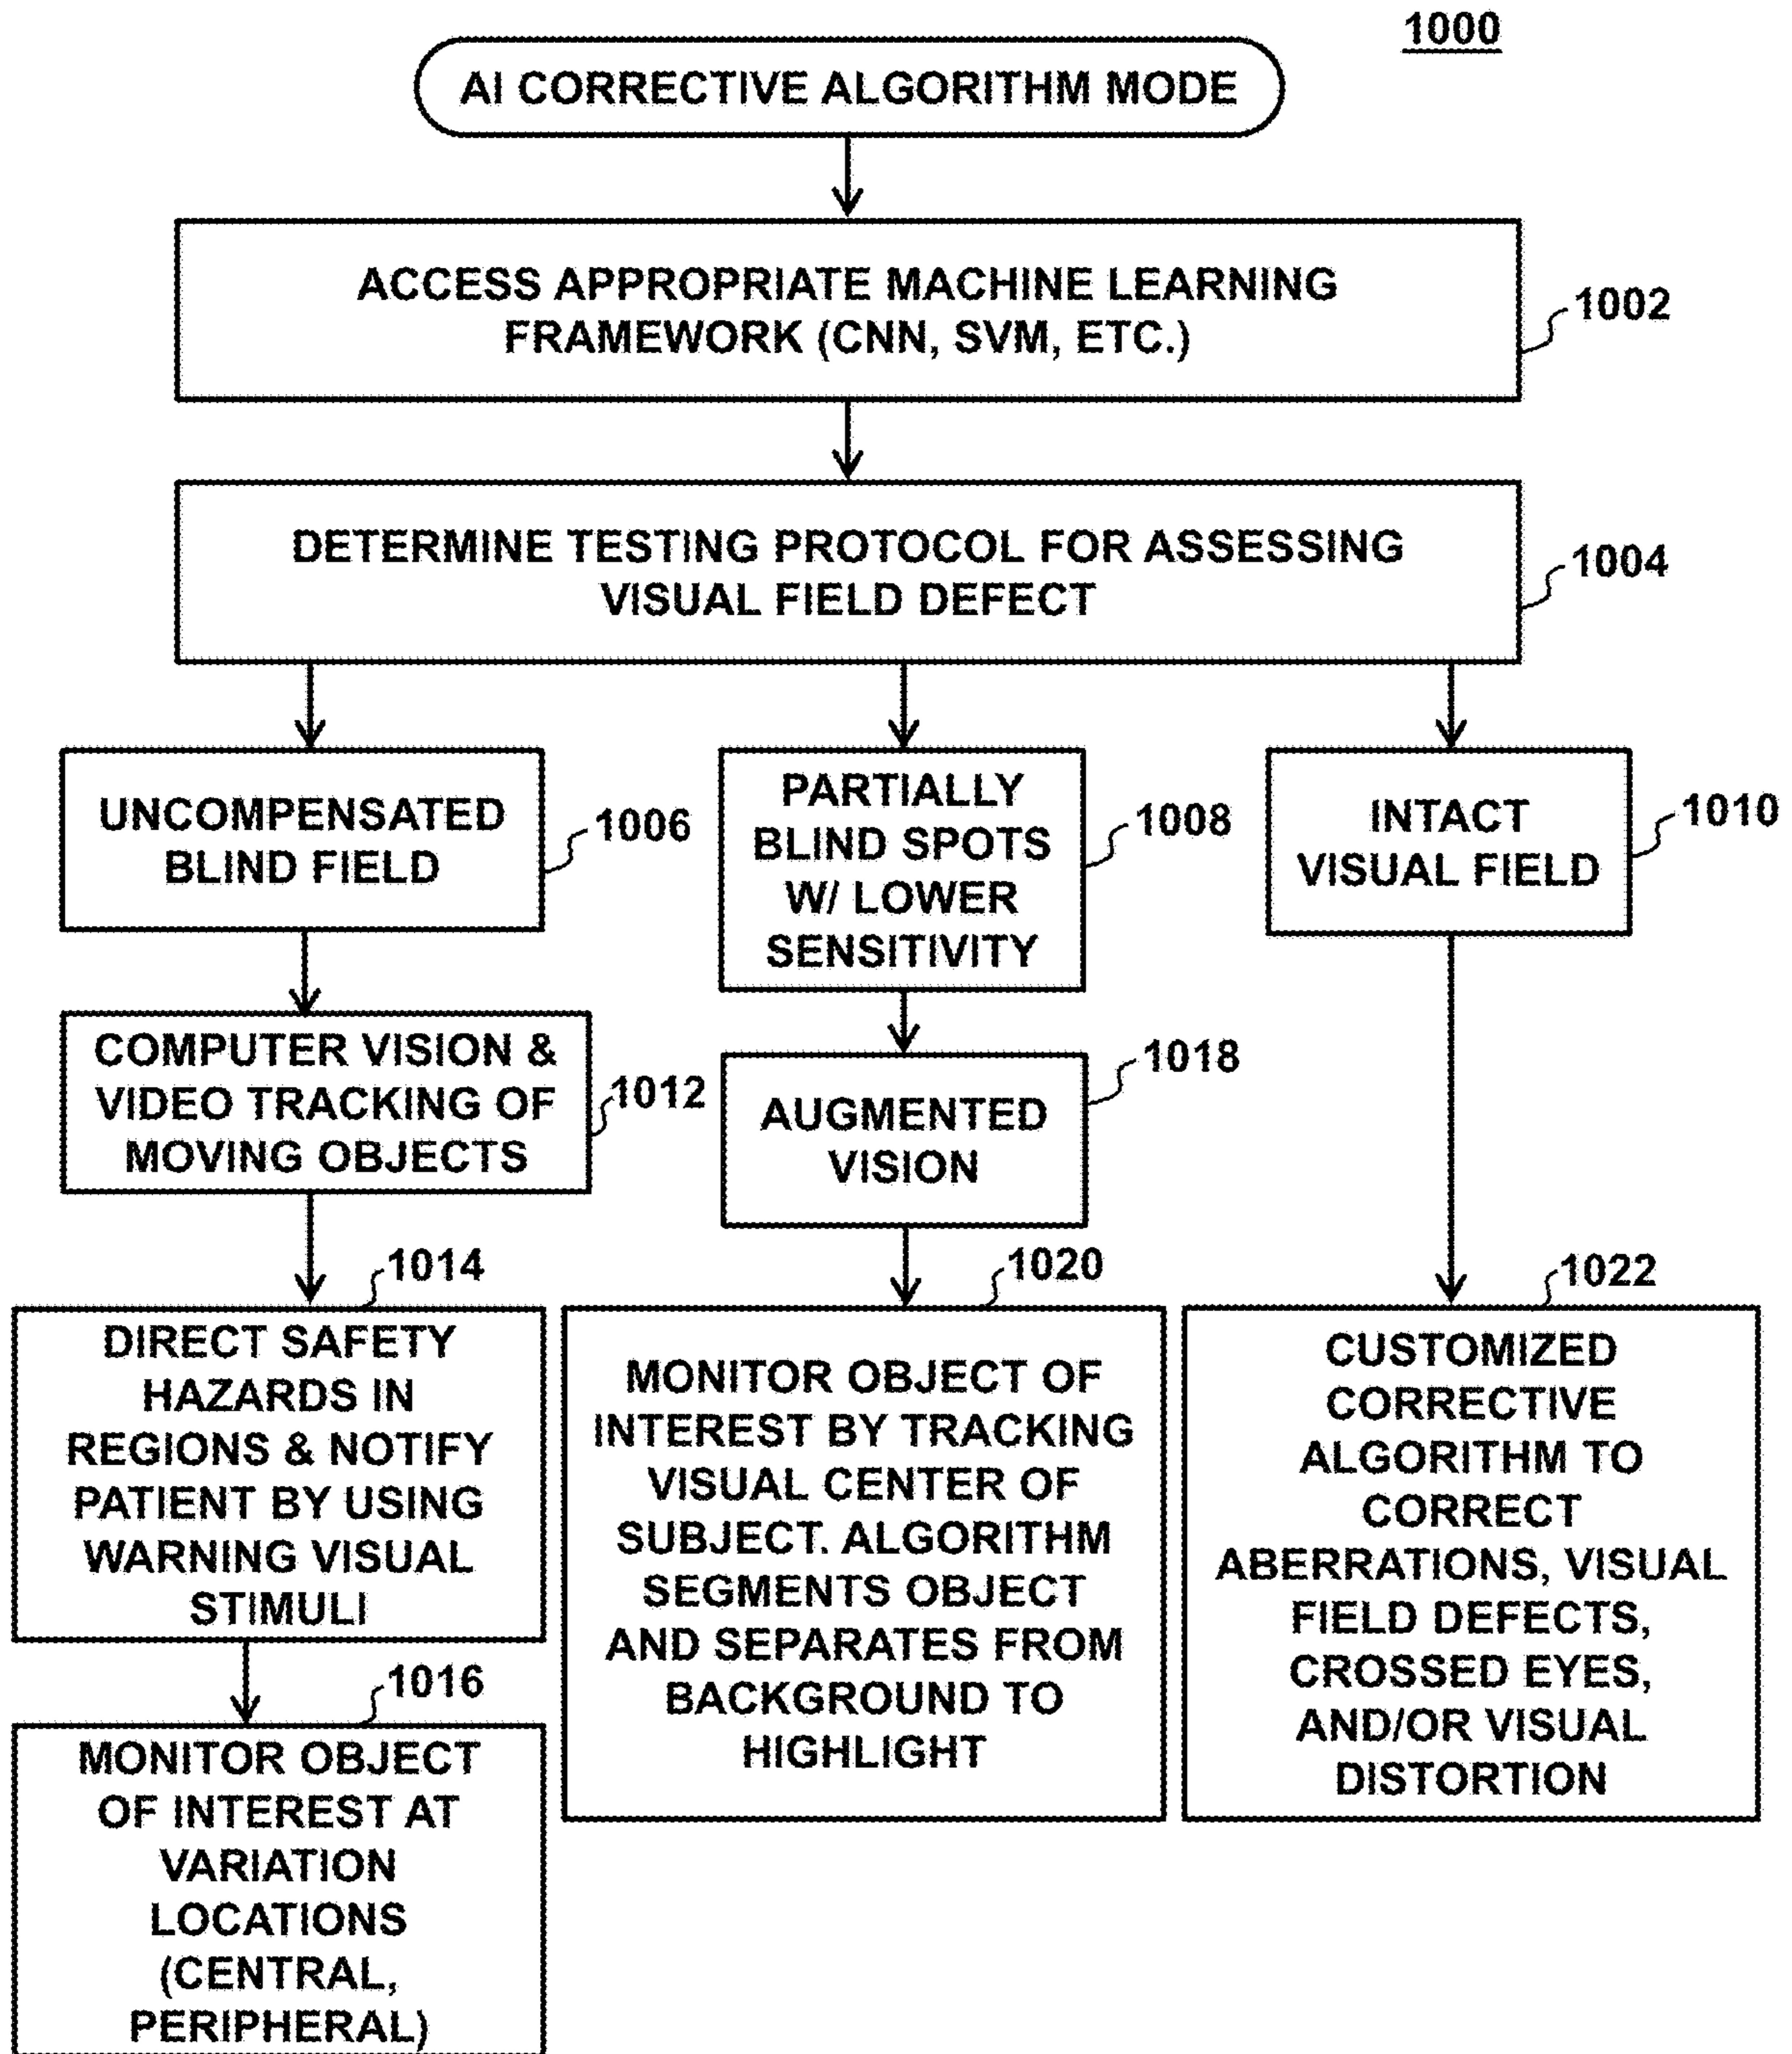 1000
AI CORRECTIVE ALGORITHM MODE
ACCESS APPROPRIATE MACHINE LEARNING
FRAMEWORK (CNN, SVM, ETC.)
1002
DETERMINE TESTING PROTOCOL FOR ASSESSING
VISUAL FIELD DEFECT
1004
UNCOMPENSATED
BLIND FIELD
1006
PARTIALLY
BLIND SPOTS
W/ LOWER
SENSITIVITY
1008
INTACT
VISUAL FIELD
1010
COMPUTER VISION &
VIDEO TRACKING OF
MOVING OBJECTS
1012
AUGMENTED
VISION
1018
1014
DIRECT SAFETY
HAZARDS IN
REGIONS & NOTIFY
PATIENT BY USING
WARNING VISUAL
STIMULI
1020
MONITOR OBJECT OF
INTEREST BY TRACKING
VISUAL CENTER OF
SUBJECT. ALGORITHM
SEGMENTS OBJECT
AND SEPARATES FROM
BACKGROUND TO
HIGHLIGHT
1022
CUSTOMIZED
CORRECTIVE
ALGORITHM TO
CORRECT
ABERRATIONS, VISUAL
FIELD DEFECTS,
CROSSED EYES,
AND/OR VISUAL
DISTORTION
1016
MONITOR OBJECT
OF INTEREST AT
VARIATION
LOCATIONS
(CENTRAL,
PERIPHERAL)